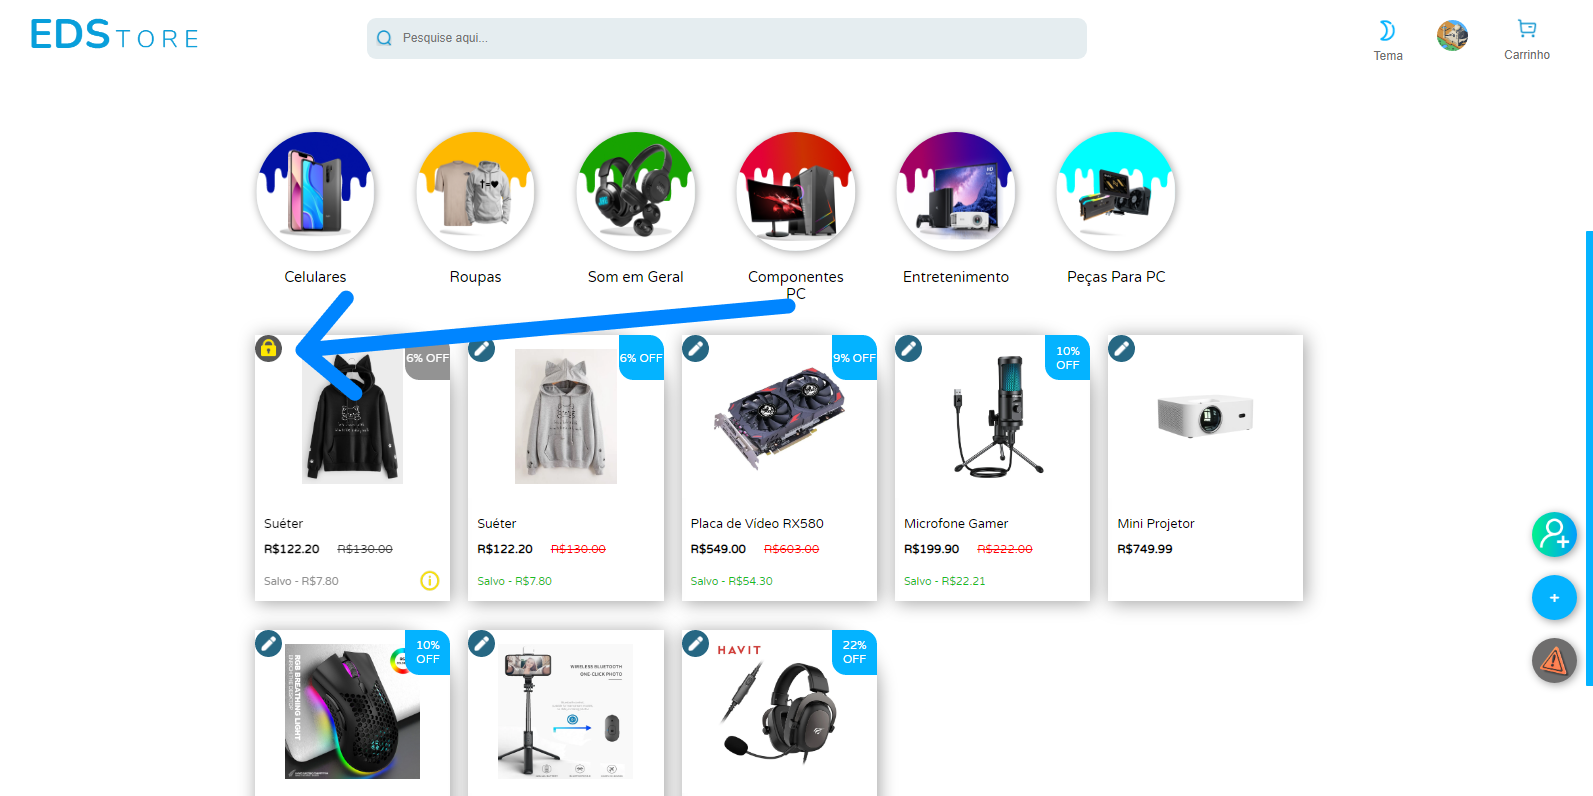 EDSTORE
Pesquise aqui...
Tema
Carrinho
Celulares
Roupas
Som em Geral
Componentes
PC
Entretenimento
Peças Para PC
6% OFF
6% OFF
9% OFF
10%
OFF
Suéter
R$122.20 R$130.00
Salvo - R$7.80
Suéter
R$122.20 R$130.00
Salvo - R$7.80
Placa de Vídeo RX580
R$549.00 R$603.00
Salvo - R$54.30
Microfone Gamer
R$199.90 R$222.00
Salvo - R$22.21
Mini Projetor
R$749.99
+
10%
OFF
RGB BREATHING LIGHT
WIRELESS BLUETOOTH
ONE CLICK PHOTO
HAVIT
22%
OFF